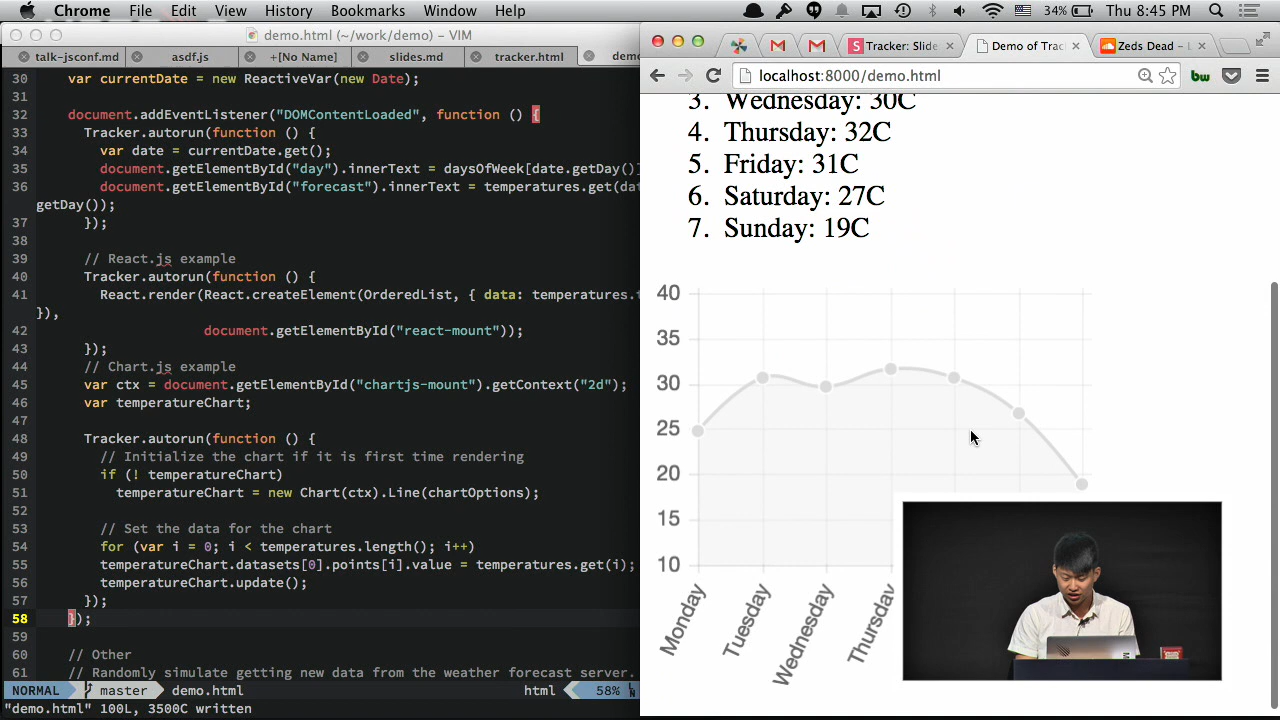 Chrome File Edit View History Bookmarks Window Help 34% Thu 8:45 PM
demo.html (~/work/demo) – VIM
talk-jsconf.md asdf.js +[No Name] slides.md tracker.html
30 var currentDate = new ReactiveVar(new Date);
31
32 document.addEventListener("DOMContentLoaded", function () {
33 Tracker.autorun(function () {
34 var date = currentDate.get();
35 document.getElementById("day").innerText = daysOfWeek[date.getDay()]
36 document.getElementById("forecast").innerText = temperatures.get(dat
getDay());
37 });
38
39 // React.js example
40 Tracker.autorun(function () {
41 React.render(React.createElement(OrderedList, { data: temperatures.
}),
42 document.getElementById("react-mount"));
43 });
44 // Chart.js example
45 var ctx = document.getElementById("chartjs-mount").getContext("2d");
46 var temperatureChart;
47
48 Tracker.autorun(function () {
49 // Initialize the chart if it is first time rendering
50 if (! temperatureChart)
51 temperatureChart = new Chart(ctx).Line(chartOptions);
52
53 // Set the data for the chart
54 for (var i = 0; i < temperatures.length(); i++)
55 temperatureChart.datasets[0].points[i].value = temperatures.get(i);
56 temperatureChart.update();
57 });
58 });
59
60 // Other
61 // Randomly simulate getting new data from the weather forecast server.
NORMAL master demo.html html 58%
"demo.html" 100L, 3500C written
Tracker: Slide Demo of Trac Zeds Dead – L
localhost:8000/demo.html bw
3. Wednesday: 30C
4. Thursday: 32C
5. Friday: 31C
6. Saturday: 27C
7. Sunday: 19C
40
35
30
25
20
15
10
Monday Tuesday Wednesday Thursday